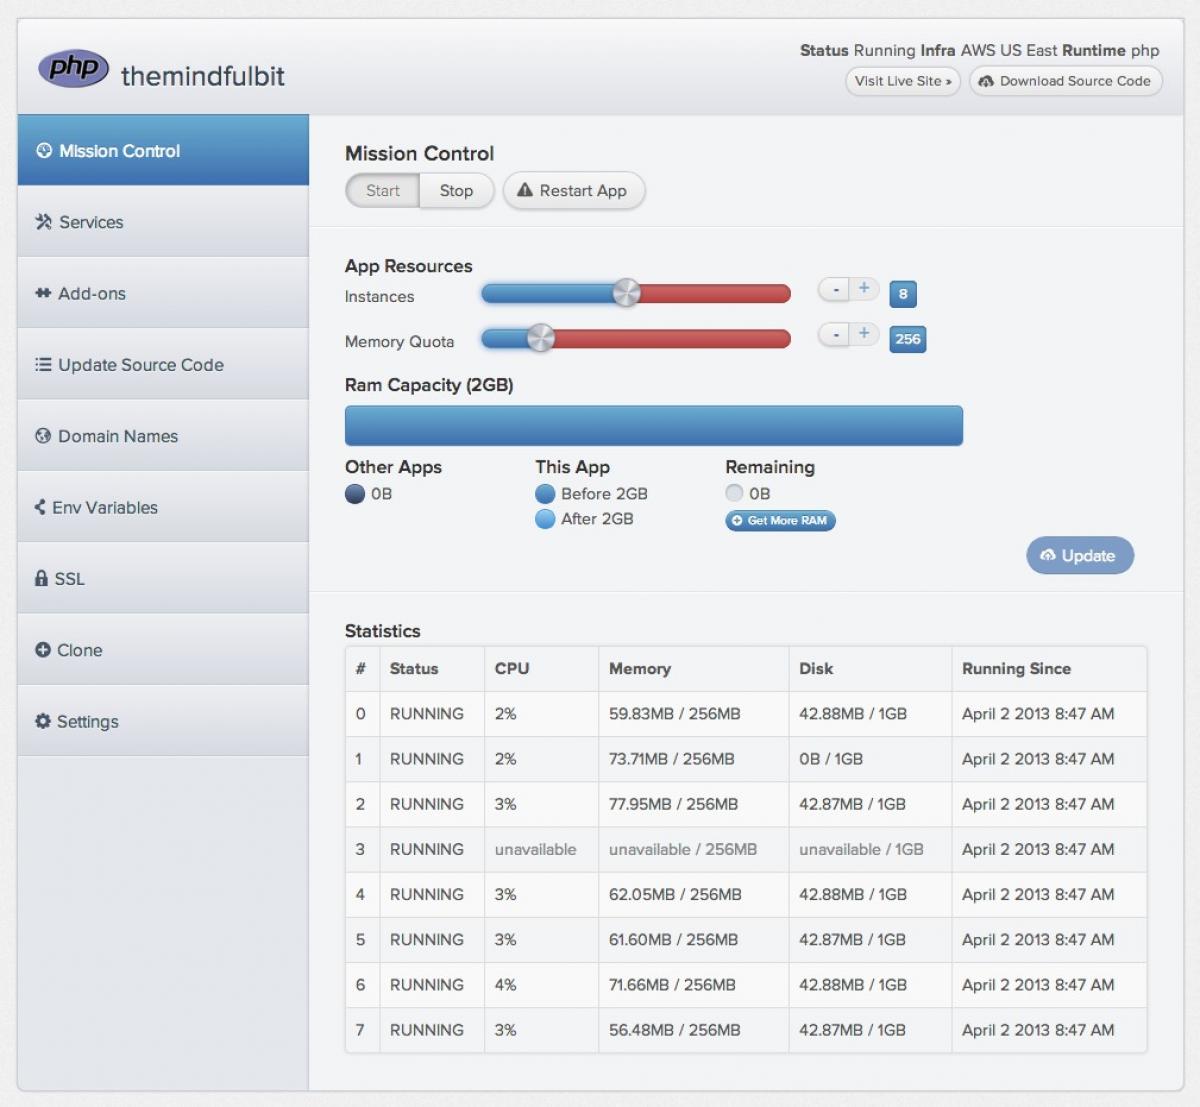 php themindfulbit
Status Running Infra AWS US East Runtime php
Visit Live Site »
Download Source Code
Mission Control
Services
Add-ons
Update Source Code
Domain Names
Env Variables
SSL
Clone
Settings
Mission Control
Start Stop Restart App
App Resources
Instances - + 8
Memory Quota - + 256
Ram Capacity (2GB)
Other Apps This App Remaining
0B Before 2GB 0B
After 2GB Get More RAM
Update
Statistics
# Status CPU Memory Disk Running Since
0 RUNNING 2% 59.83MB / 256MB 42.88MB / 1GB April 2 2013 8:47 AM
1 RUNNING 2% 73.71MB / 256MB 0B / 1GB April 2 2013 8:47 AM
2 RUNNING 3% 77.95MB / 256MB 42.87MB / 1GB April 2 2013 8:47 AM
3 RUNNING unavailable unavailable / 256MB unavailable / 1GB April 2 2013 8:47 AM
4 RUNNING 3% 62.05MB / 256MB 42.88MB / 1GB April 2 2013 8:47 AM
5 RUNNING 3% 61.60MB / 256MB 42.87MB / 1GB April 2 2013 8:47 AM
6 RUNNING 4% 71.66MB / 256MB 42.88MB / 1GB April 2 2013 8:47 AM
7 RUNNING 3% 56.48MB / 256MB 42.87MB / 1GB April 2 2013 8:47 AM